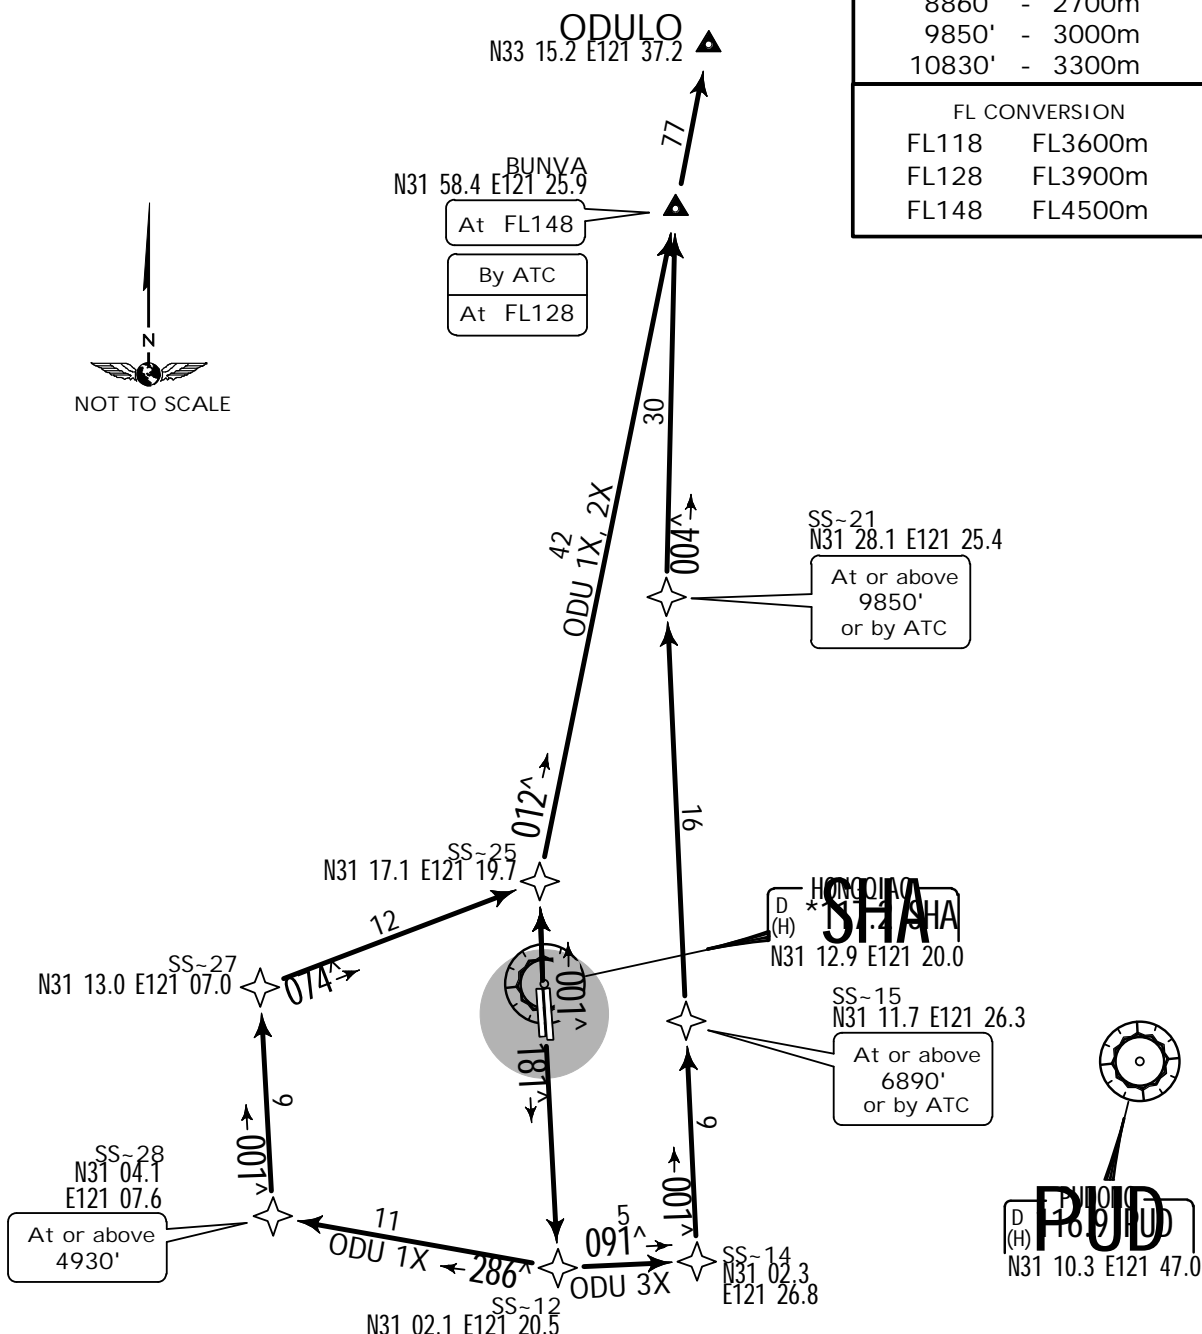 8860' - 2700m
9850' - 3000m
10830' - 3300m
FL CONVERSION
FL118 FL3600m
FL128 FL3900m
FL148 FL4500m
ODULO
N33 15.2 E121 37.2
77
BUNVA
N31 58.4 E121 25.9
At FL148
By ATC
At FL128
N
NOT TO SCALE
30
42
ODU 1X, 2X
004^
SS~21
N31 28.1 E121 25.4
At or above
9850'
or by ATC
012^
16
SS~25
N31 17.1 E121 19.7
12
074^
SS~27
N31 13.0 E121 07.0
HONGQIAO
D
(H)
*117.2 SHA
SHA
N31 12.9 E121 20.0
001^
181^
SS~15
N31 11.7 E121 26.3
At or above
6890'
or by ATC
9
001^
SS~28
N31 04.1
E121 07.6
At or above
4930'
9
001^
11
ODU 1X
286^
SS~12
N31 02.1 E121 20.5
5
091^
ODU 3X
SS~14
N31 02.3
E121 26.8
PUDONG
D
(H)
116.9 PUD
PUD
N31 10.3 E121 47.0